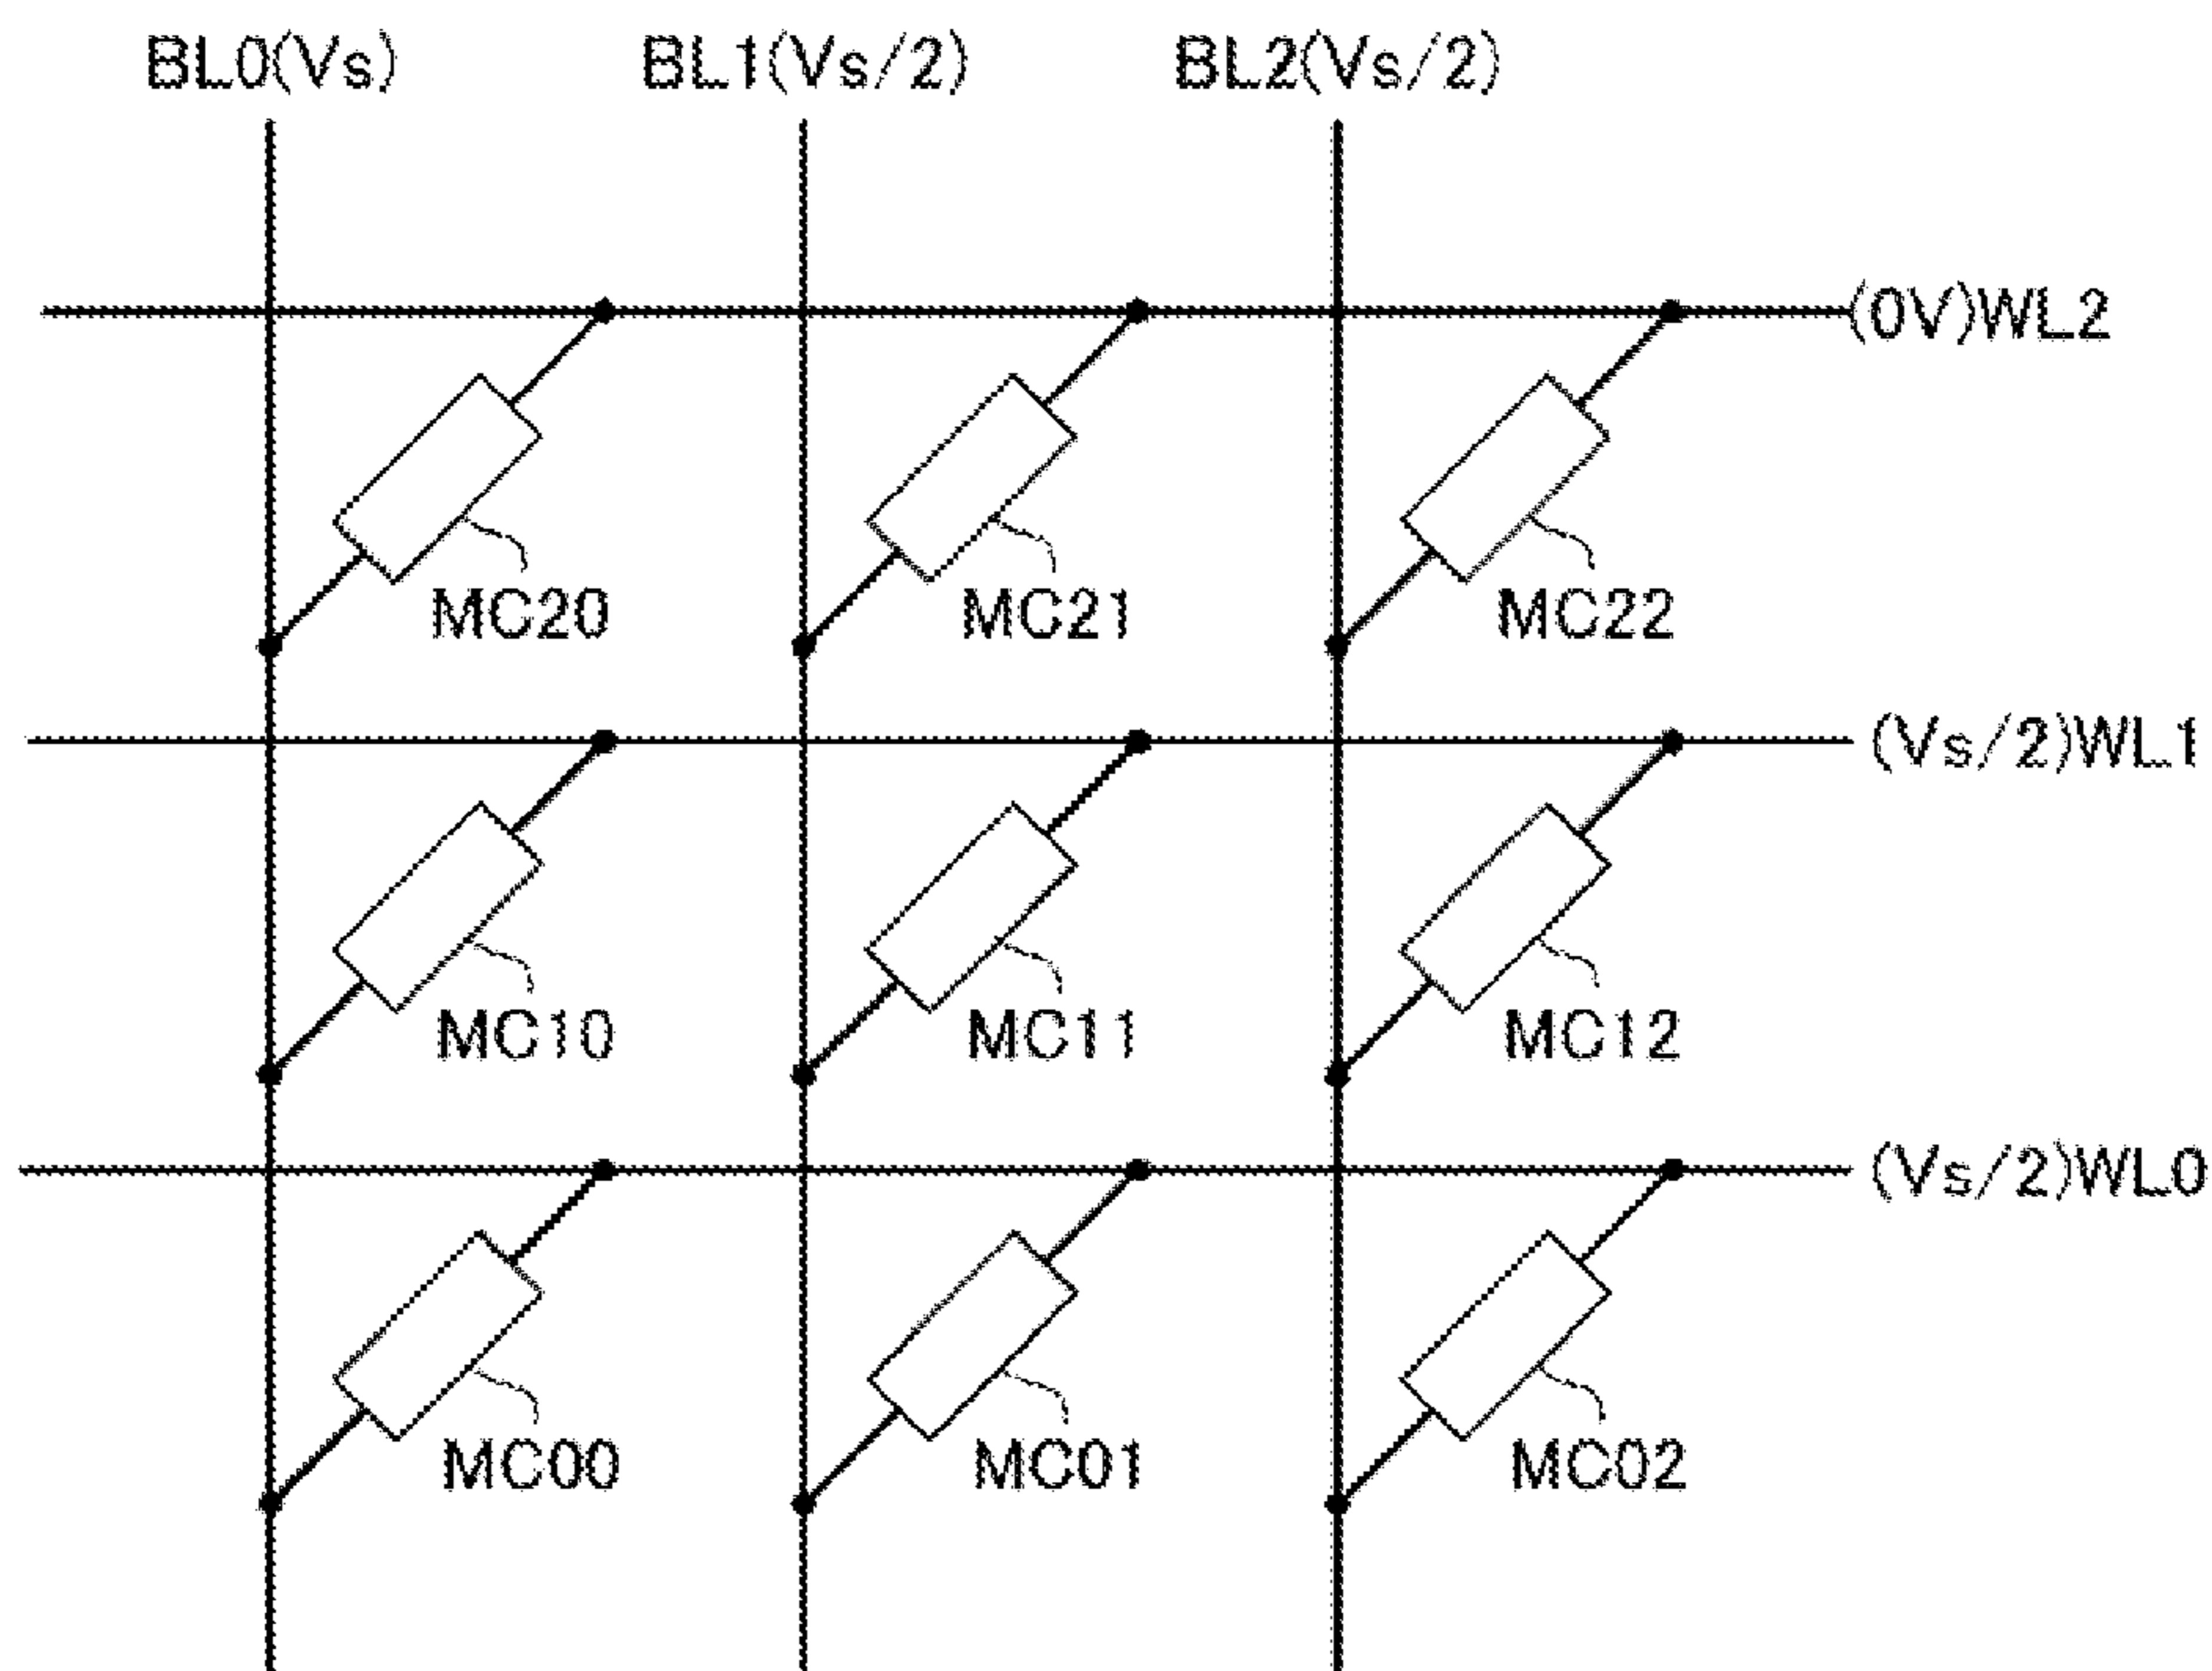 BL0(Vs) BL1(Vs/2) BL2(Vs/2)
(0V)WL2
MC20 MC21 MC22
(Vs/2)WL1
MC10 MC11 MC12
(Vs/2)WL0
MC00 MC01 MC02